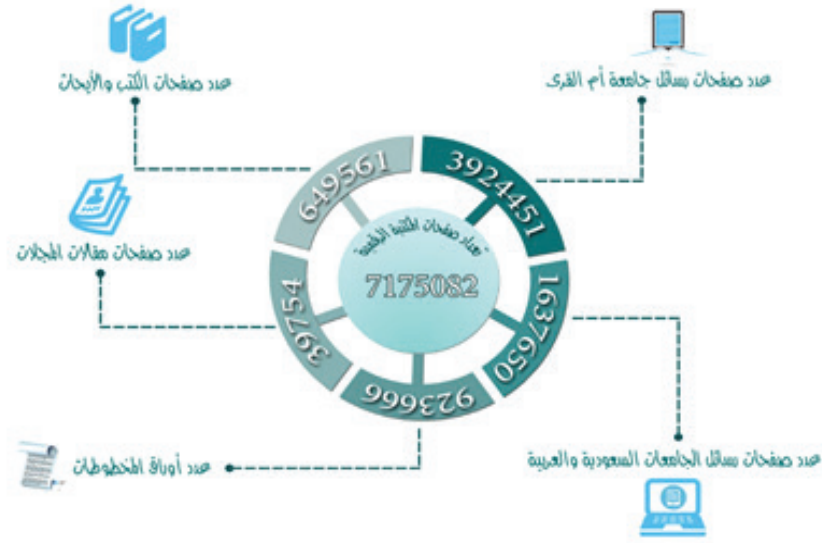 عدد صفحات رسائل جامعة أم القرى
عدد صفحات الكتب والأبحاث
3924451
649561
"عداد صفحات المكتبة الرقمية"
7175082
عدد صفحات مقالات المجلات
1637650
39754
923666
عدد صفحات رسائل الجامعات السعودية والعربية
عدد أوراق المخطوطات